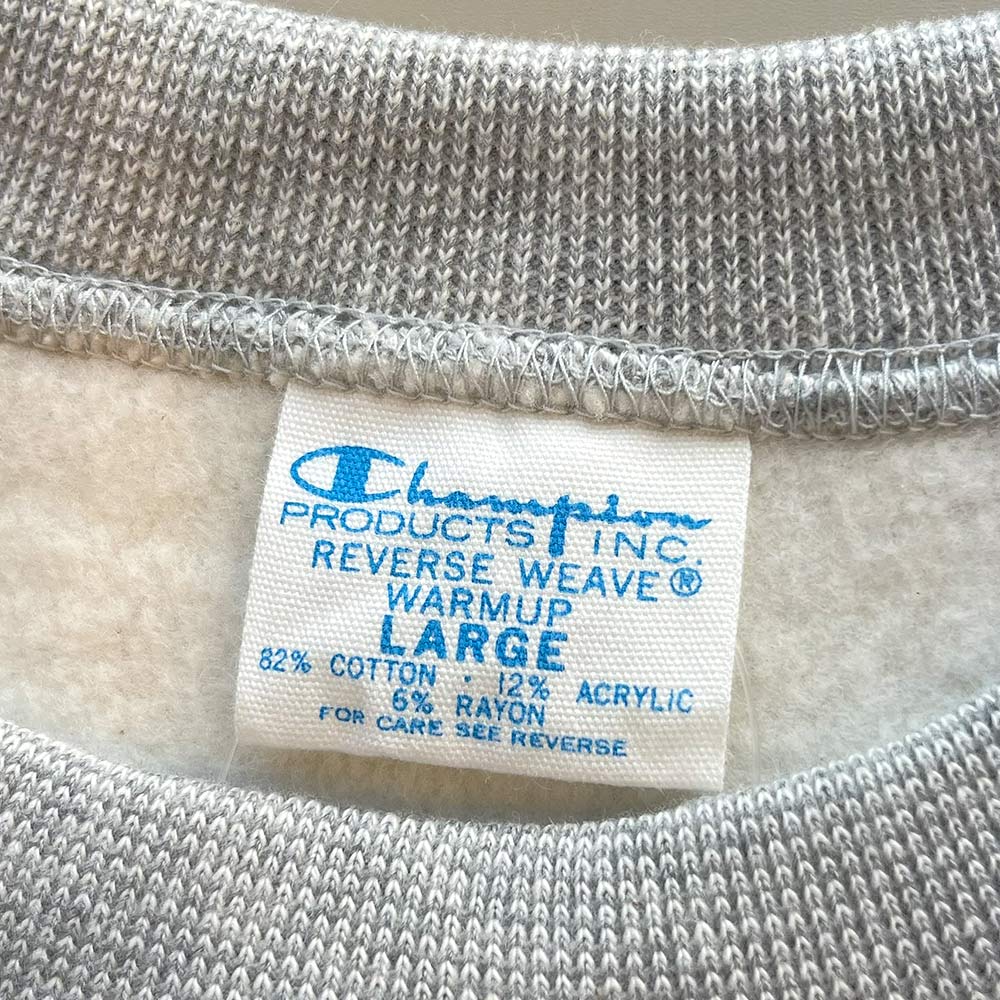 Champion
PRODUCTS INC.
REVERSE WEAVE®
WARMUP
LARGE
82% COTTON · 12% ACRYLIC
6% RAYON
FOR CARE SEE REVERSE